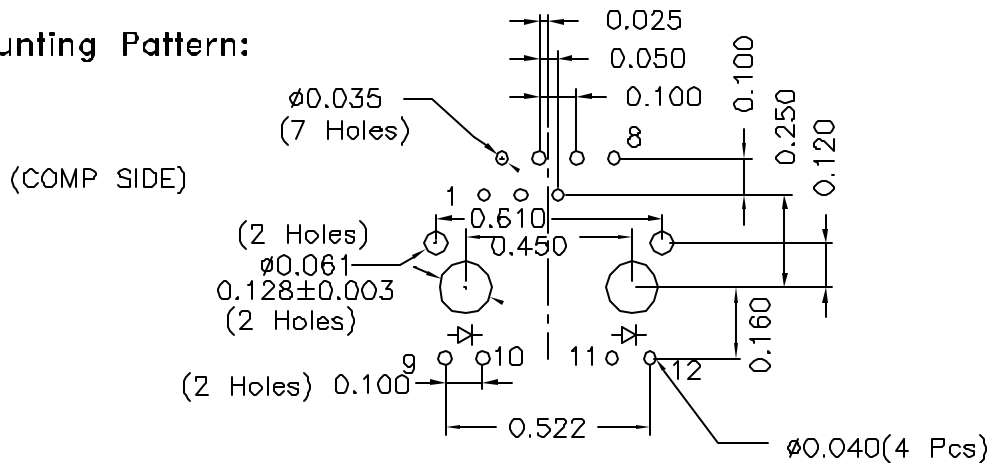 unting Pattern:
0.025
0.050
0.100
ø0.035
(7 Holes)
8
0.100
0.250
0.120
(COMP SIDE)
1
0.610
0.450
(2 Holes)
ø0.061
0.128±0.003
(2 Holes)
0.160
9
10
11
12
(2 Holes) 0.100
0.522
ø0.040(4 Pcs)